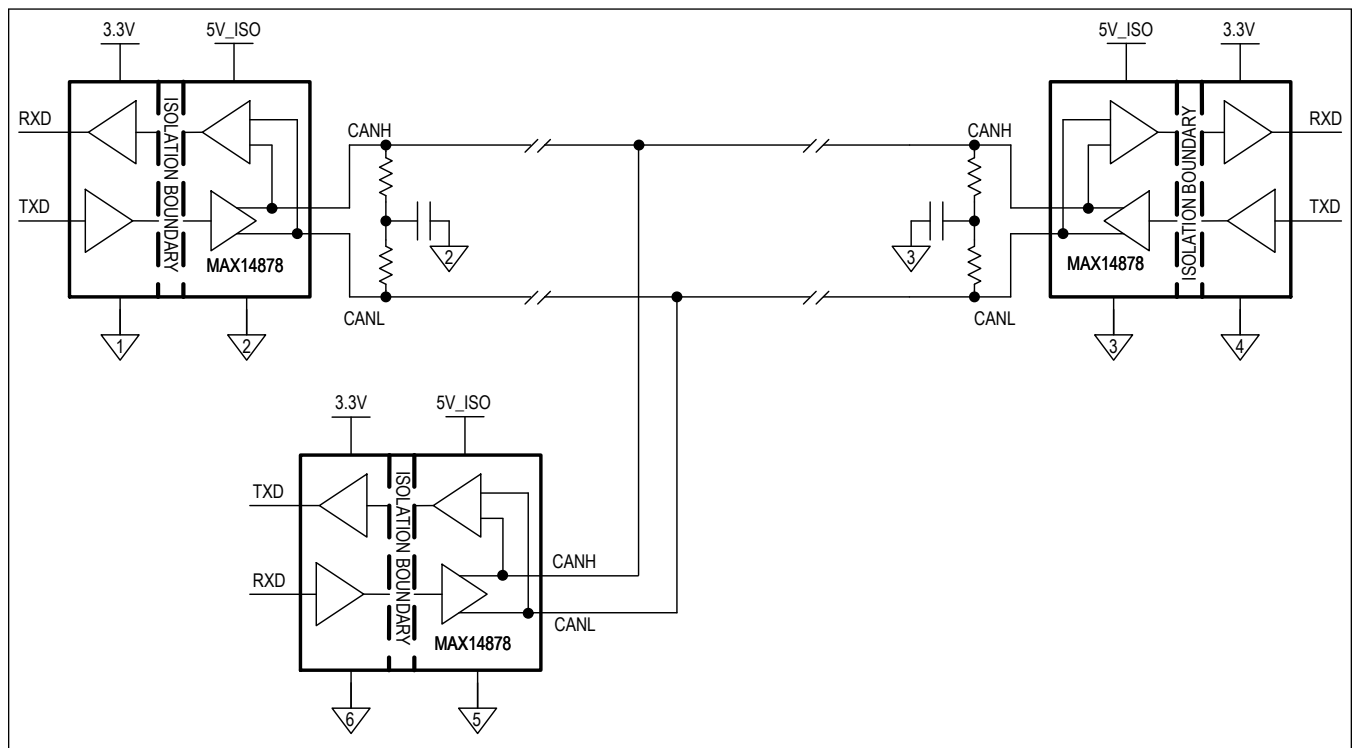 3.3V
5V_ISO
5V_ISO
3.3V
RXD
ISOLATION BOUNDARY
CANH
CANH
ISOLATION BOUNDARY
RXD
TXD
2
3
TXD
MAX14878
MAX14878
CANL
CANL
1
2
3
4
3.3V
5V_ISO
TXD
ISOLATION BOUNDARY
CANH
RXD
CANL
MAX14878
6
5